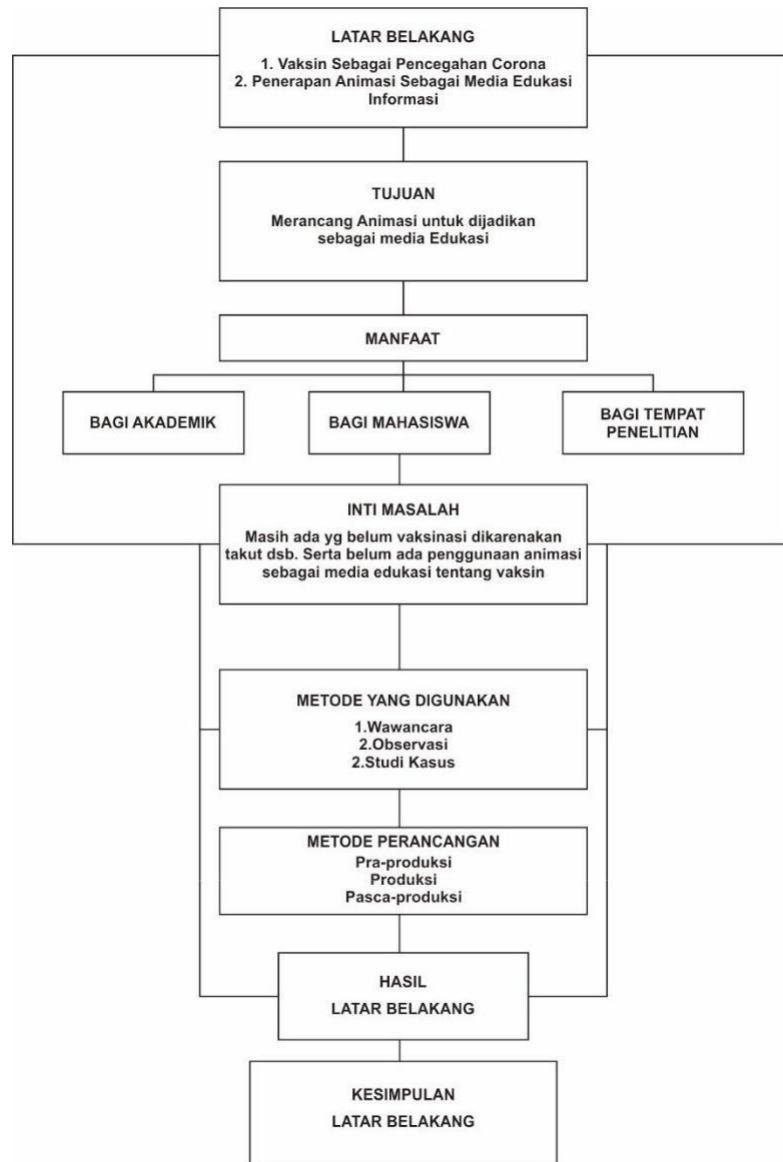 LATAR BELAKANG
1. Vaksin Sebagai Pencegahan Corona
2. Penerapan Animasi Sebagai Media Edukasi
Informasi
TUJUAN
Merancang Animasi untuk dijadikan
sebagai media Edukasi
MANFAAT
BAGI AKADEMIK
BAGI MAHASISWA
BAGI TEMPAT
PENELITIAN
INTI MASALAH
Masih ada yg belum vaksinasi dikarenakan
takut dsb. Serta belum ada penggunaan animasi
sebagai media edukasi tentang vaksin
METODE YANG DIGUNAKAN
1.Wawancara
2.Observasi
2.Studi Kasus
METODE PERANCANGAN
Pra-produksi
Produksi
Pasca-produksi
HASIL
LATAR BELAKANG
KESIMPULAN
LATAR BELAKANG